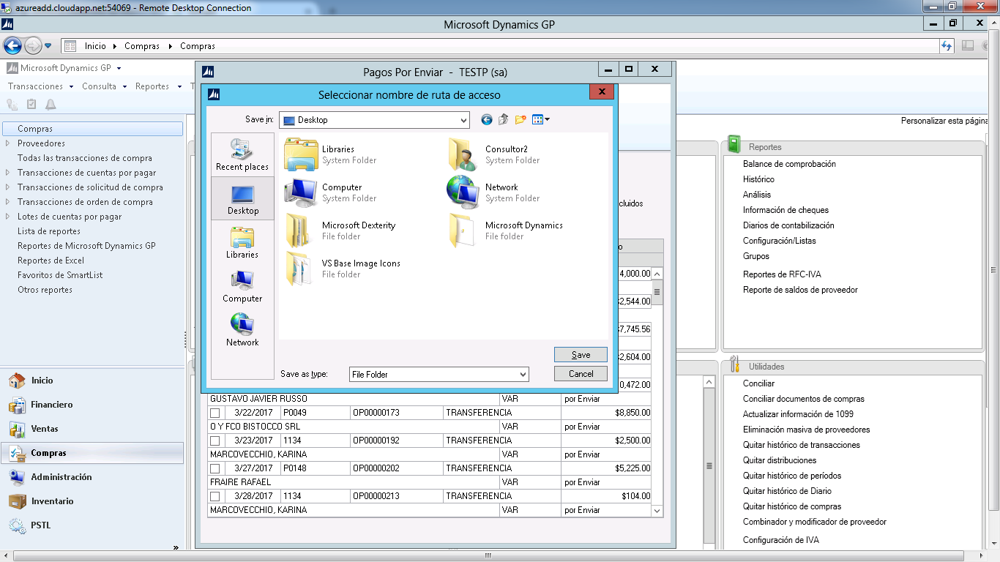 azureadd.cloudapp.net:54069 - Remote Desktop Connection
Microsoft Dynamics GP
Inicio Compras Compras
Microsoft Dynamics GP
Transacciones Consulta Reportes
Personalizar esta página
Compras
Proveedores
Todas las transacciones de compra
Transacciones de cuentas por pagar
Transacciones de solicitud de compra
Transacciones de orden de compra
Lotes de cuentas por pagar
Lista de reportes
Reportes de Microsoft Dynamics GP
Reportes de Excel
Favoritos de SmartList
Otros reportes
Inicio
Financiero
Ventas
Compras
Administración
Inventario
PSTL
Pagos Por Enviar - TESTP (sa)
Seleccionar nombre de ruta de acceso
Save in: Desktop
Recent places
Desktop
Libraries
Computer
Network
Libraries
System Folder
Consultor2
System Folder
Computer
System Folder
Network
System Folder
Microsoft Dexterity
File folder
Microsoft Dynamics
File folder
VS Base Image Icons
File folder
Save
Save as type: File Folder
Cancel
cluidos
o
4,000.00
$2,544.00
$7,745.56
$2,604.00
0,472.00
GUSTAVO JAVIER RUSSO VAR por Enviar
3/22/2017 P0049 OP00000173 TRANSFERENCIA $8,850.00
O Y FCO BISTOCCO SRL VAR por Enviar
3/23/2017 1134 OP00000192 TRANSFERENCIA $2,500.00
MARCOVECCHIO, KARINA VAR por Enviar
3/27/2017 P0148 OP00000202 TRANSFERENCIA $5,225.00
FRAIRE RAFAEL VAR por Enviar
3/28/2017 1134 OP00000213 TRANSFERENCIA $104.00
MARCOVECCHIO, KARINA VAR por Enviar
Reportes
Balance de comprobación
Histórico
Análisis
Información de cheques
Diarios de contabilización
Configuración/Listas
Grupos
Reportes de RFC-IVA
Reporte de saldos de proveedor
Utilidades
Conciliar
Conciliar documentos de compras
Actualizar información de 1099
Eliminación masiva de proveedores
Quitar histórico de transacciones
Quitar distribuciones
Quitar histórico de períodos
Quitar histórico de Diario
Quitar histórico de compras
Combinador y modificador de proveedor
Configuración de IVA